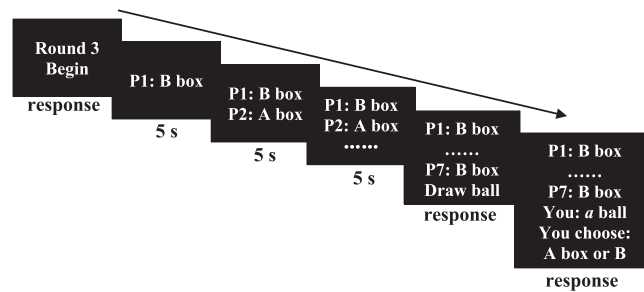 Round 3
Begin
response
P1: B box
5 s
P1: B box
P2: A box
5 s
P1: B box
P2: A box
......
5 s
P1: B box
......
P7: B box
Draw ball
response
P1: B box
......
P7: B box
You: a ball
You choose:
A box or B
response